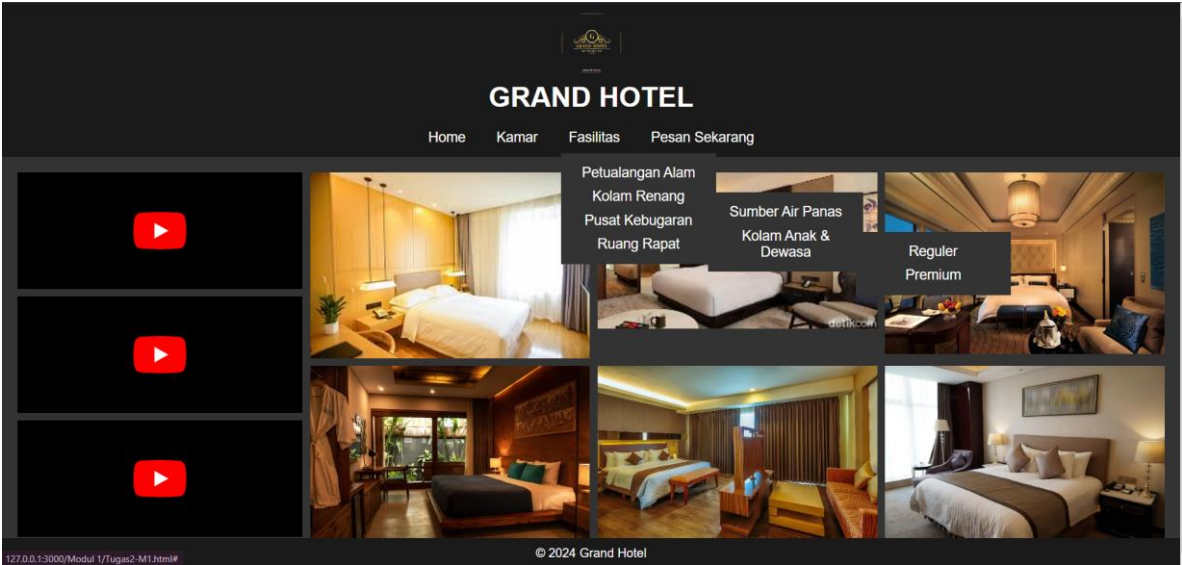 GRAND HOTEL
Home Kamar Fasilitas Pesan Sekarang
Petualangan Alam
Kolam Renang
Pusat Kebugaran
Ruang Rapat
Sumber Air Panas
Kolam Anak &
Dewasa
Reguler
Premium
detikcom
© 2024 Grand Hotel
127.0.0.1:3000/Modul 1/Tugas2-M1.html#